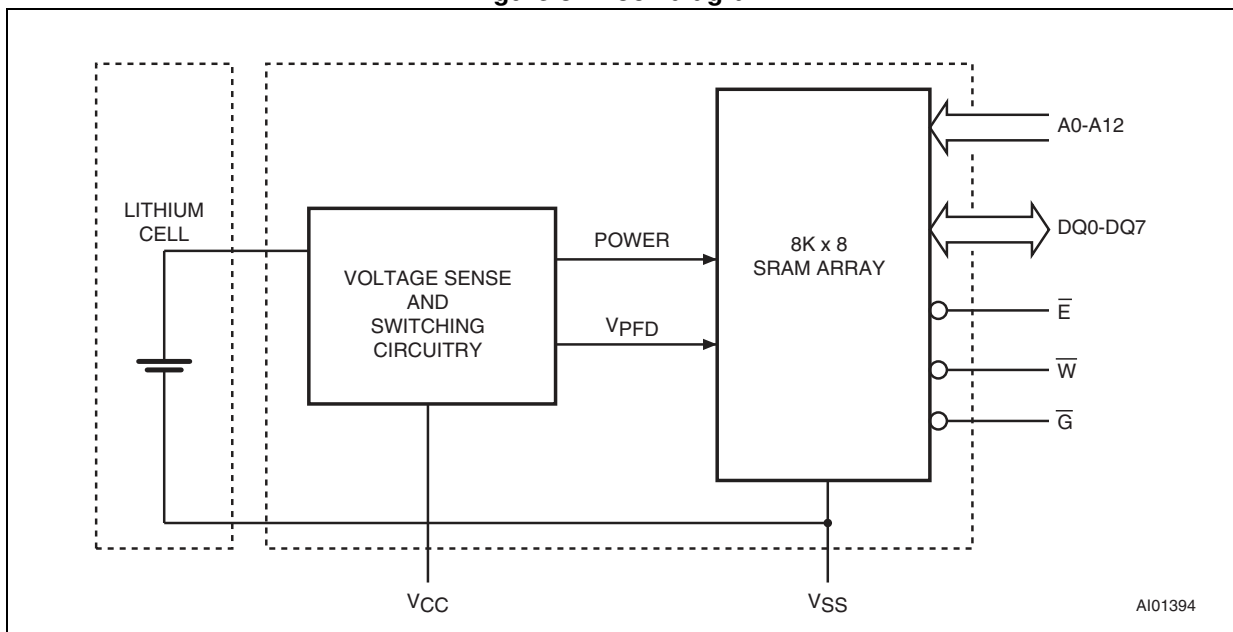 LITHIUM
CELL
VOLTAGE SENSE
AND
SWITCHING
CIRCUITRY
POWER
VPFD
8K x 8
SRAM ARRAY
A0-A12
DQ0-DQ7
E̅
W̅
G̅
VCC
VSS
AI01394